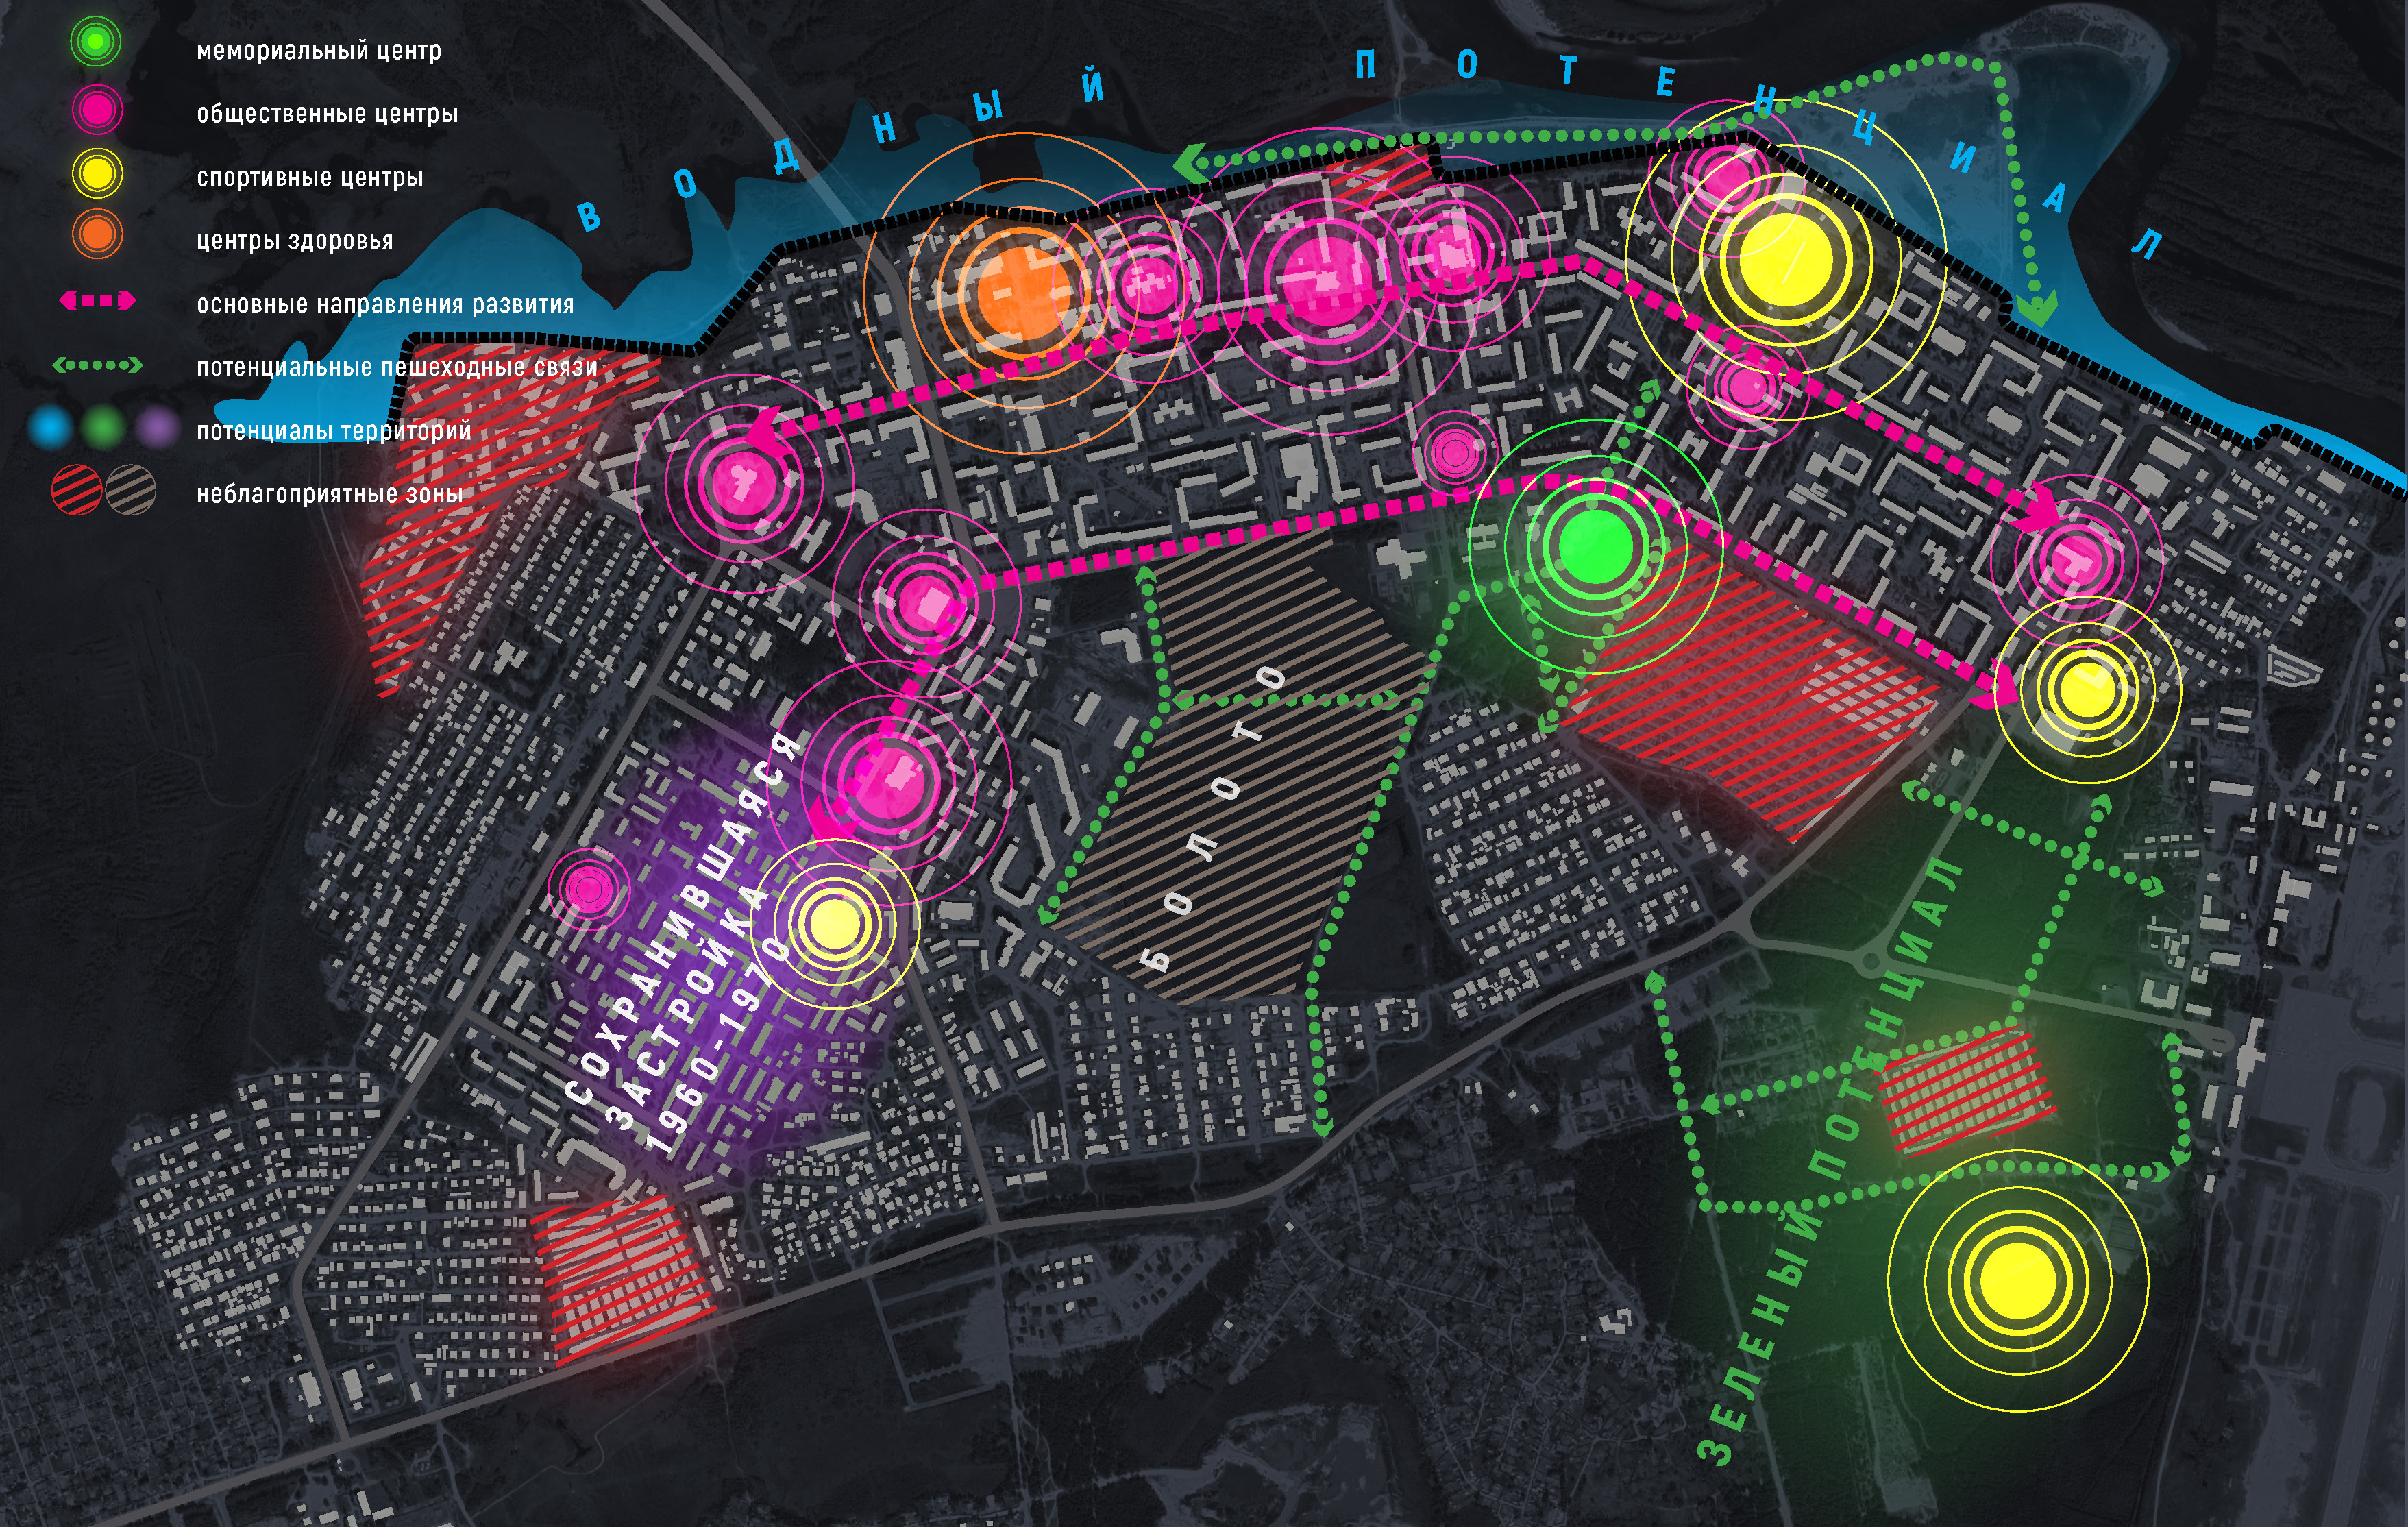 мемориальный центр
общественные центры
спортивные центры
центры здоровья
основные направления развития
потенциальные пешеходные связи
потенциалы территорий
неблагоприятные зоны
ВОДНЫЙ ПОТЕНЦИАЛ
БОЛОТО
СОХРАНИВШАЯСЯ
ЗАСТРОЙКА
1960-1970
ЗЕЛЕНЫЙ ПОТЕНЦИАЛ